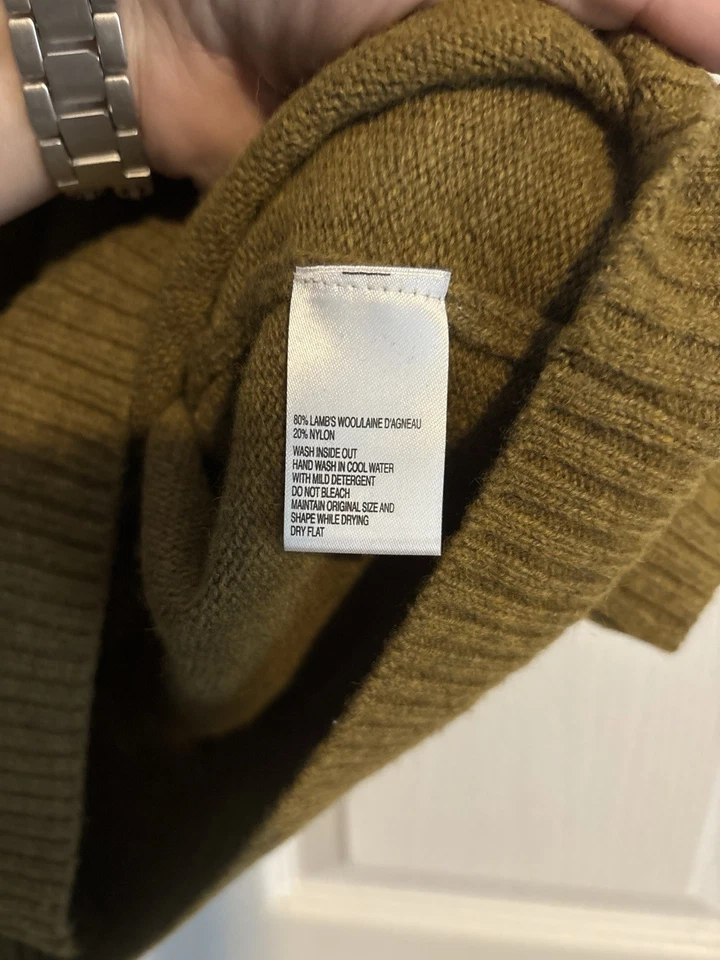 80% LAMB'S WOOL/LAINE D'AGNEAU
20% NYLON
WASH INSIDE OUT
HAND WASH IN COOL WATER
WITH MILD DETERGENT
DO NOT BLEACH
MAINTAIN ORIGINAL SIZE AND
SHAPE WHILE DRYING
DRY FLAT